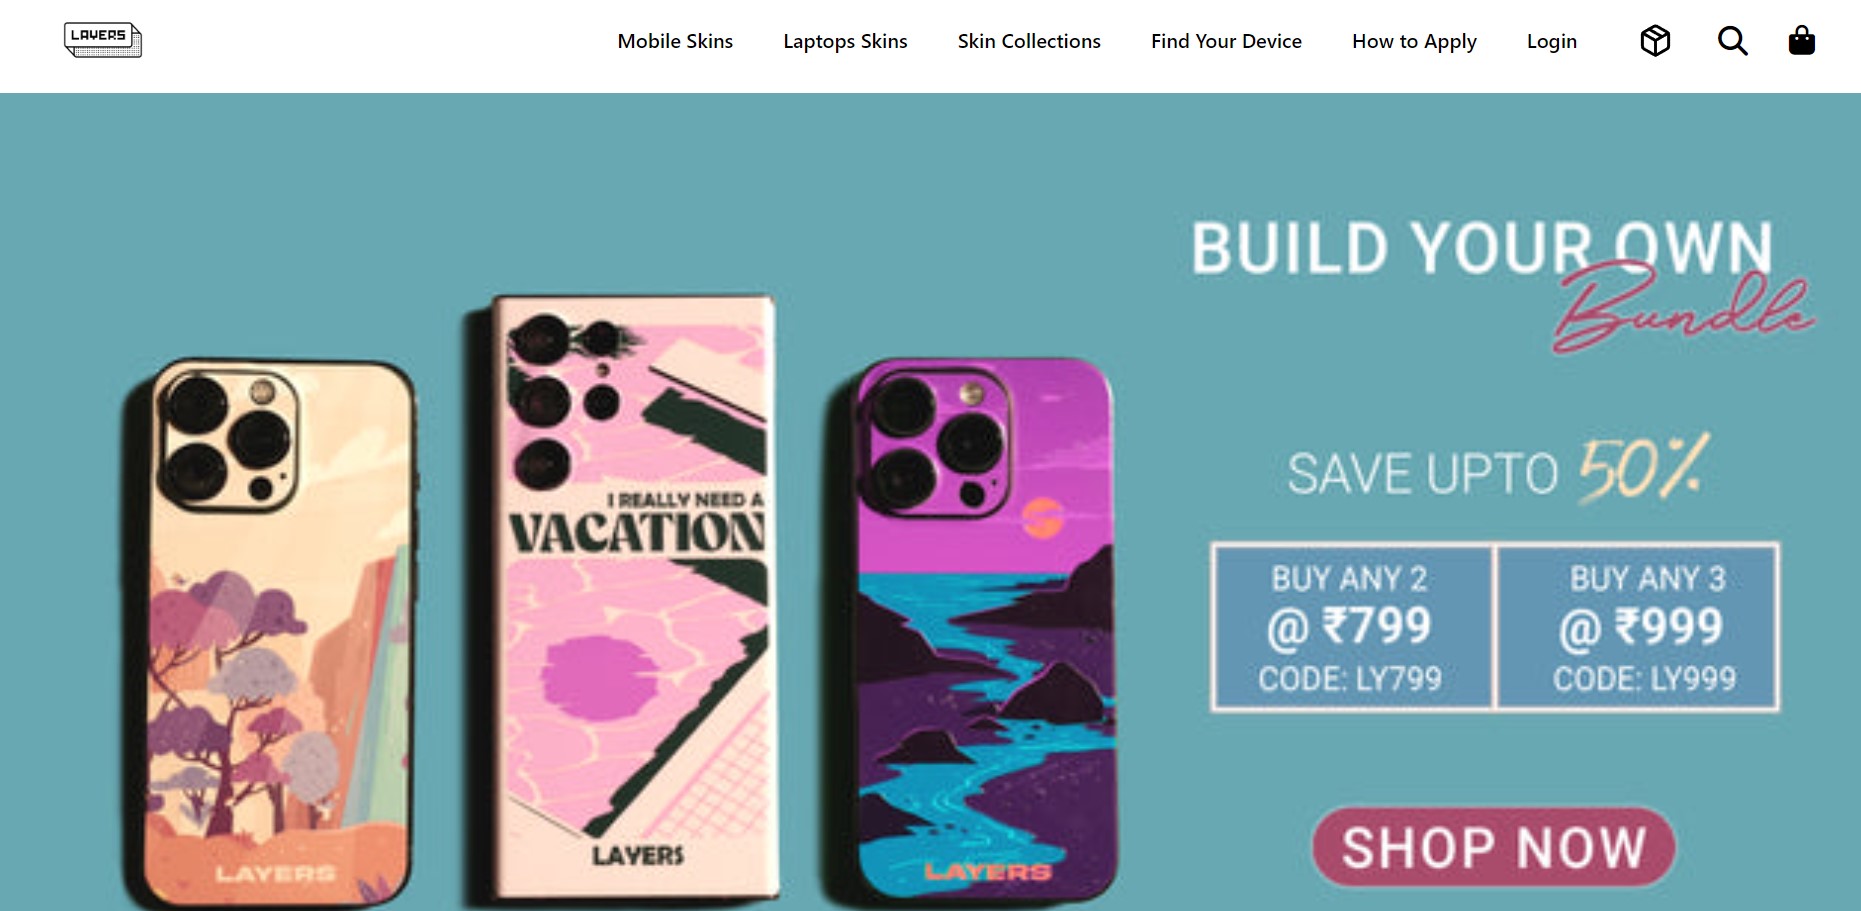 LAYERS
Mobile Skins
Laptops Skins
Skin Collections
Find Your Device
How to Apply
Login
BUILD YOUR OWN
Bundle
SAVE UPTO 50%
BUY ANY 2
@ ₹799
CODE: LY799
BUY ANY 3
@ ₹999
CODE: LY999
SHOP NOW
LAYERS
I REALLY NEED A
VACATION
LAYERS
LAYERS